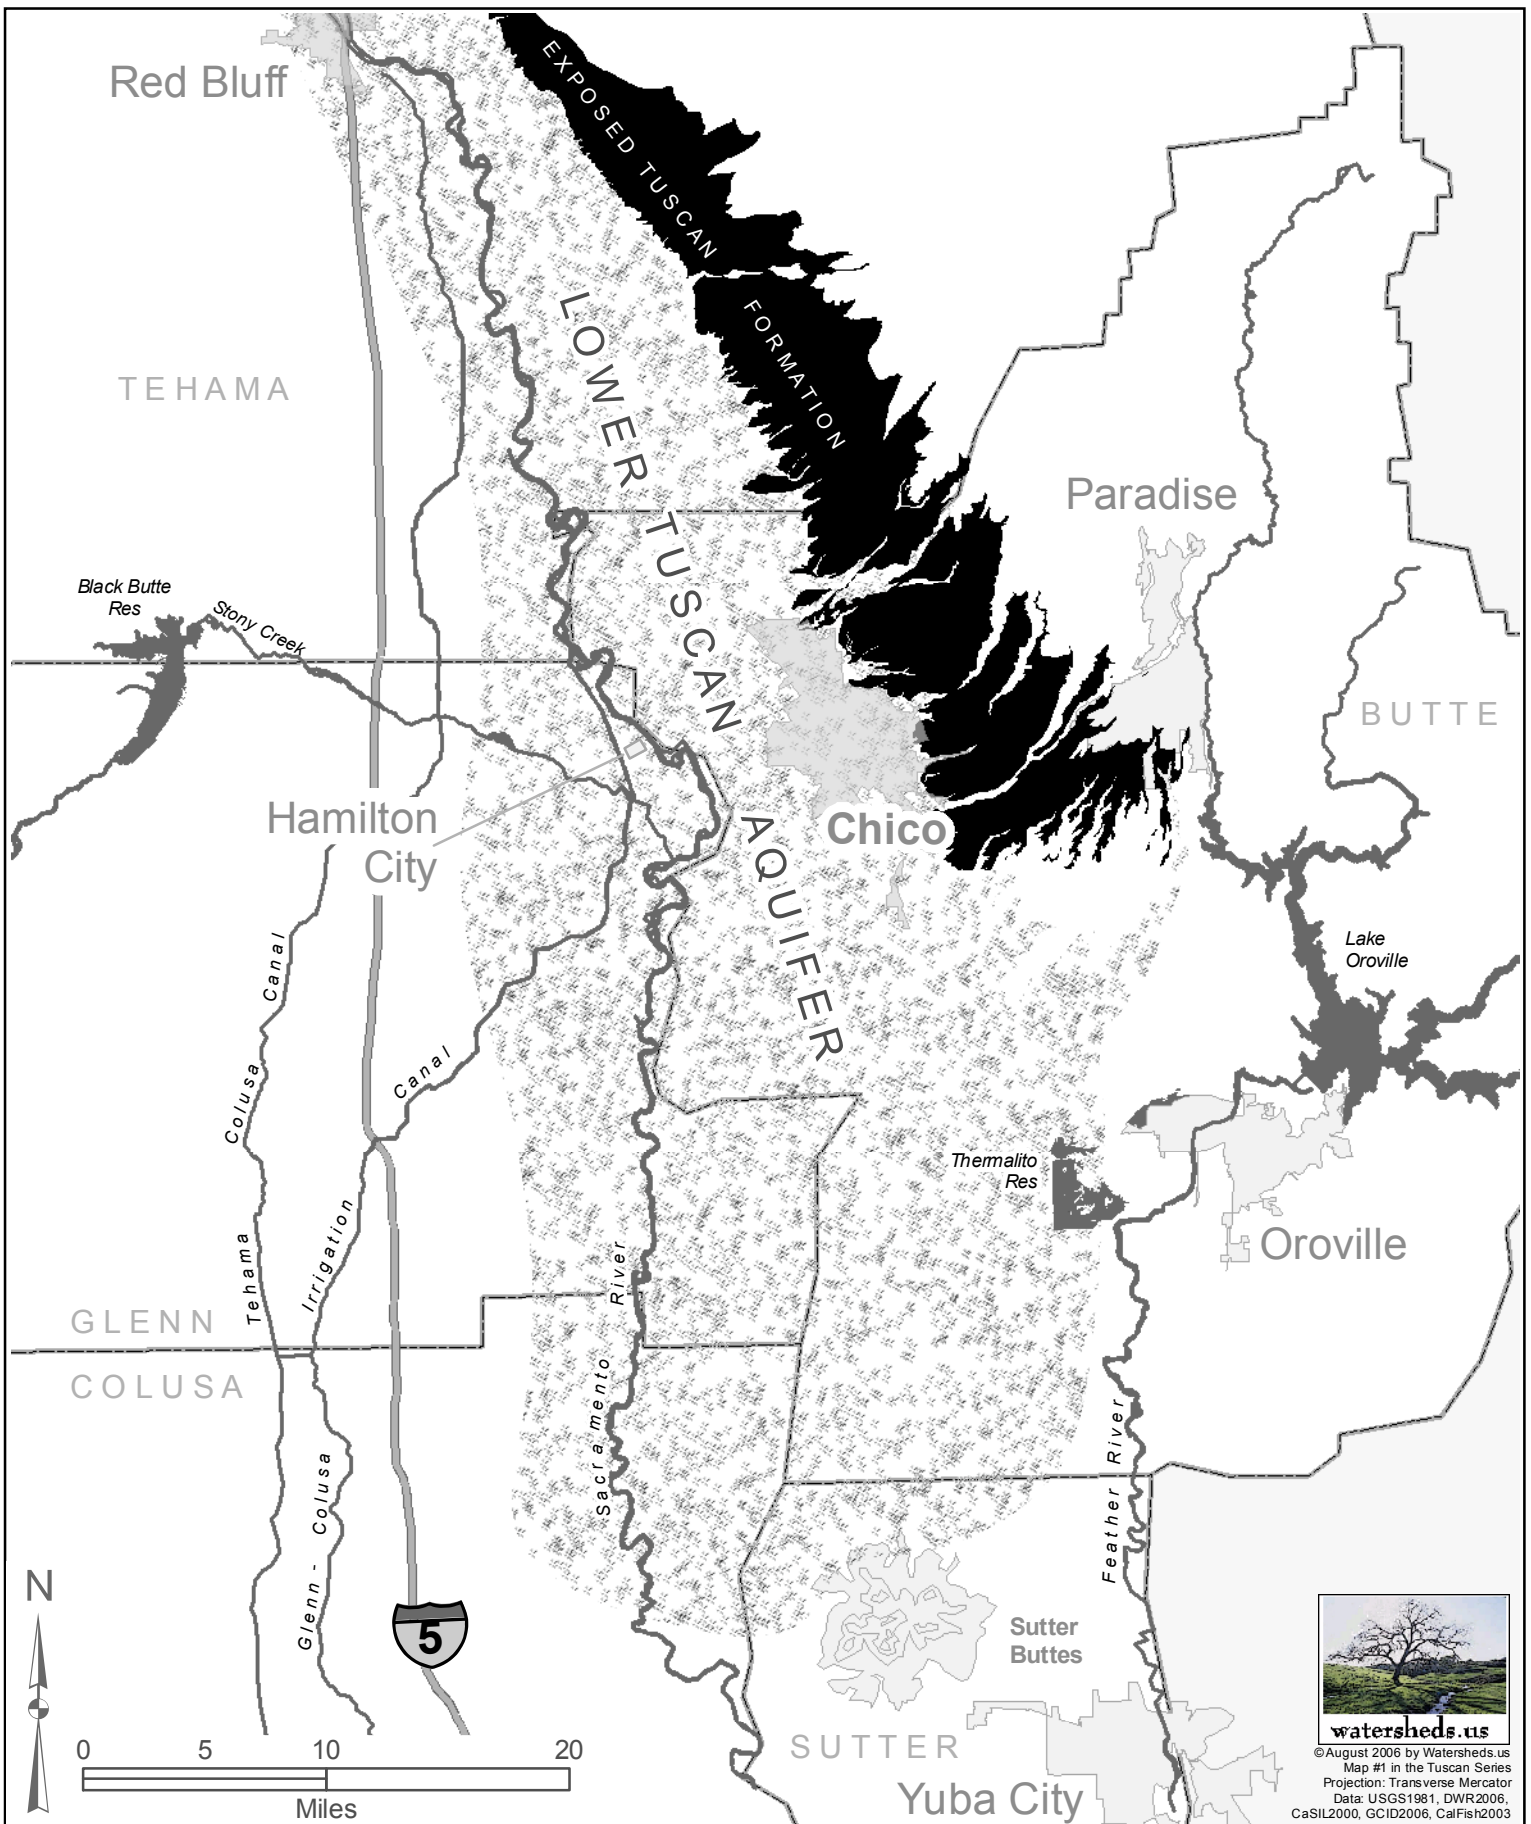 Red Bluff
EXPOSED TUSCAN
FORMATION
LOWER TUSCAN
AQUIFER
TEHAMA
Paradise
Black Butte
Res
Stony Creek
BUTTE
Hamilton
City
Chico
Lake
Oroville
Tehama Colusa Canal
Glenn - Colusa Irrigation Canal
Thermalito
Res
Oroville
GLENN
COLUSA
Sacramento River
Feather River
N
5
Sutter
Buttes
SUTTER
Yuba City
0 5 10 20
Miles
watersheds.us
©August 2006 by Watersheds.us
Map #1 in the Tuscan Series
Projection: Transverse Mercator
Data: USGS1981, DWR2006,
CaSIL2000, GCID2006, CalFish2003